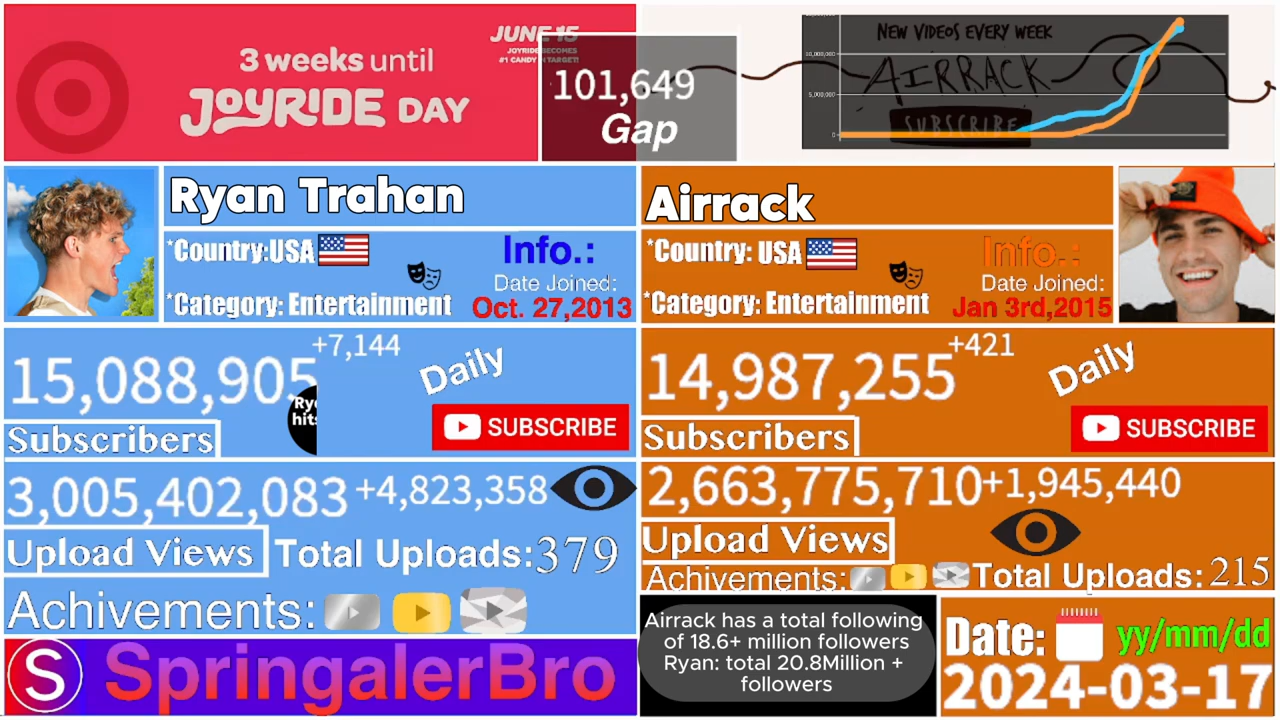 3 weeks until
JOYRIDE DAY
JUNE 15
JOYRIDE BECOMES
#1 CANDY IN TARGET!
101,649
Gap
NEW VIDEOS EVERY WEEK
AIRRACK
SUBSCRIBE
10,000,000
5,000,000
0
Ryan Trahan
*Country:USA
Info.:
Date Joined:
*Category: Entertainment
Oct. 27,2013
Airrack
*Country: USA
Info.:
Date Joined:
*Category: Entertainment
Jan 3rd,2015
15,088,905
+7,144
Daily
SUBSCRIBE
Subscribers
14,987,255
+421
Daily
SUBSCRIBE
Subscribers
3,005,402,083 +4,823,358
Upload Views
Total Uploads:379
Achivements:
2,663,775,710+1,945,440
Upload Views
Achivements:
Total Uploads:215
S SpringalerBro
Airrack has a total following
of 18.6+ million followers
Ryan: total 20.8Million +
followers
Date:
yy/mm/dd
2024-03-17